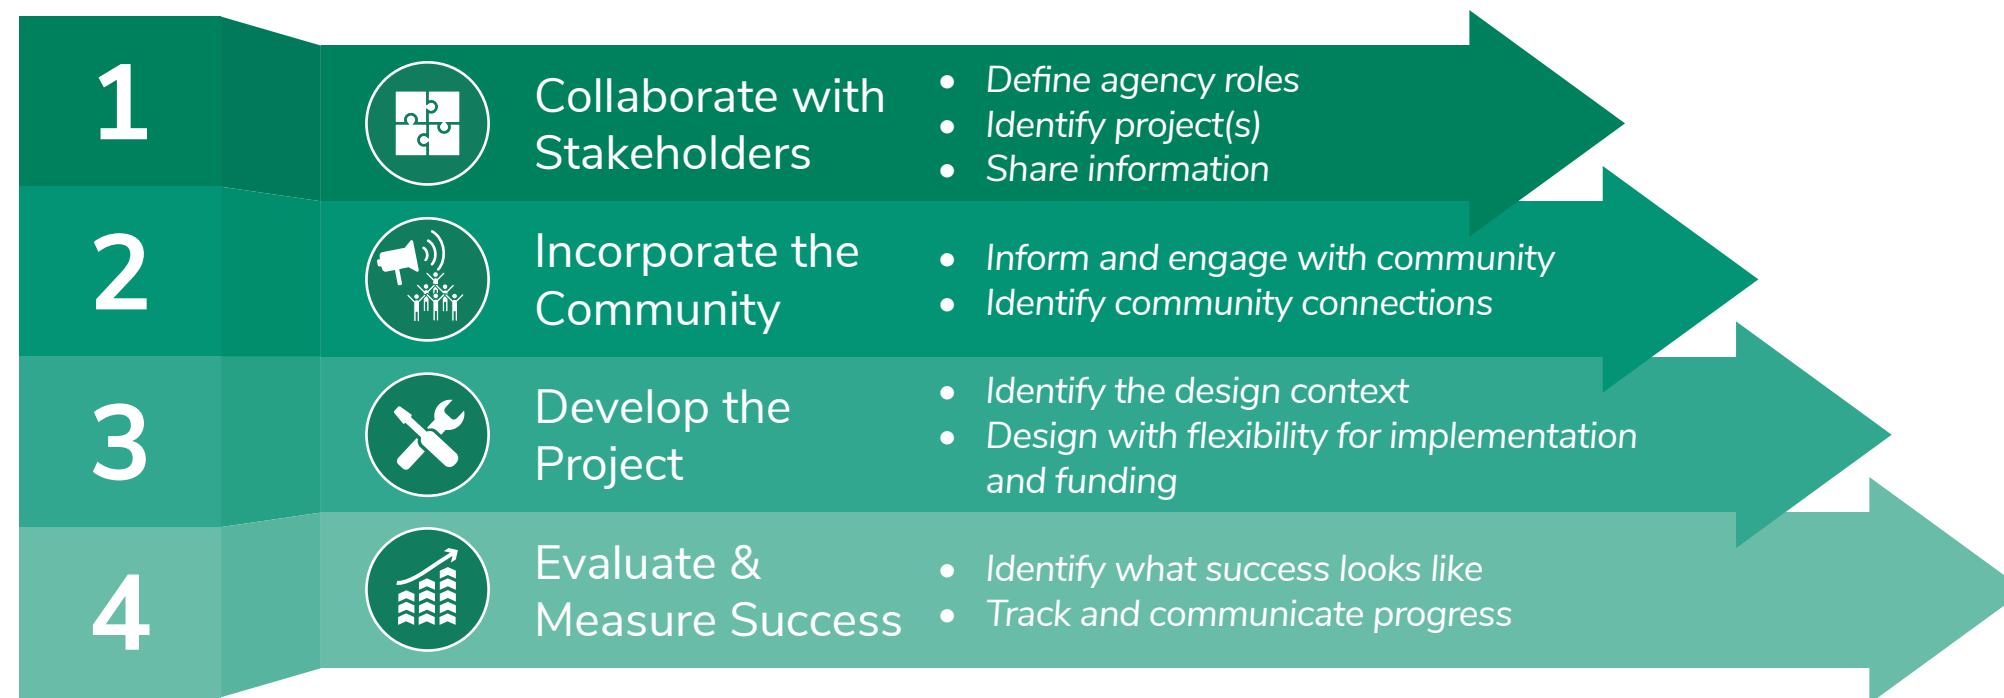 1
Collaborate with
Stakeholders
• Define agency roles
• Identify project(s)
• Share information
2
Incorporate the
Community
• Inform and engage with community
• Identify community connections
3
Develop the
Project
• Identify the design context
• Design with flexibility for implementation
and funding
4
Evaluate &
Measure Success
• Identify what success looks like
• Track and communicate progress